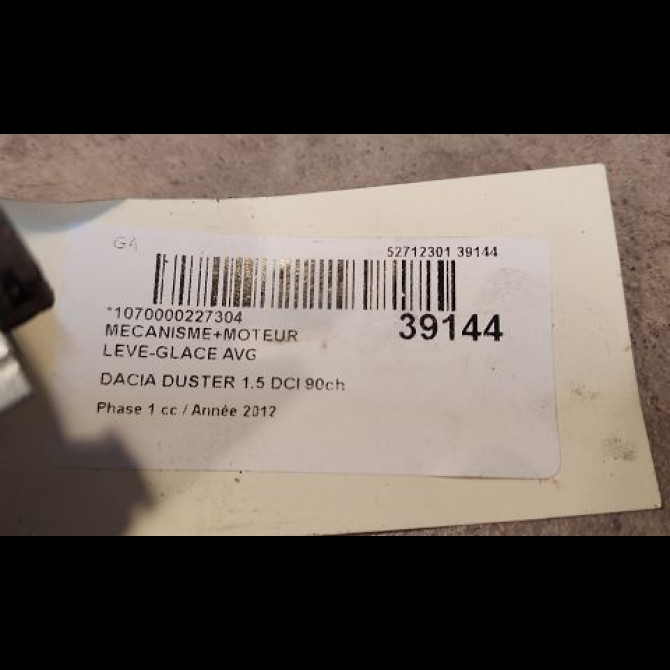 G4
52712301 39144
*1070000227304
39144
MECANISME+MOTEUR
LEVE-GLACE AVG
DACIA DUSTER 1.5 DCI 90ch
Phase 1 cc / Année 2012